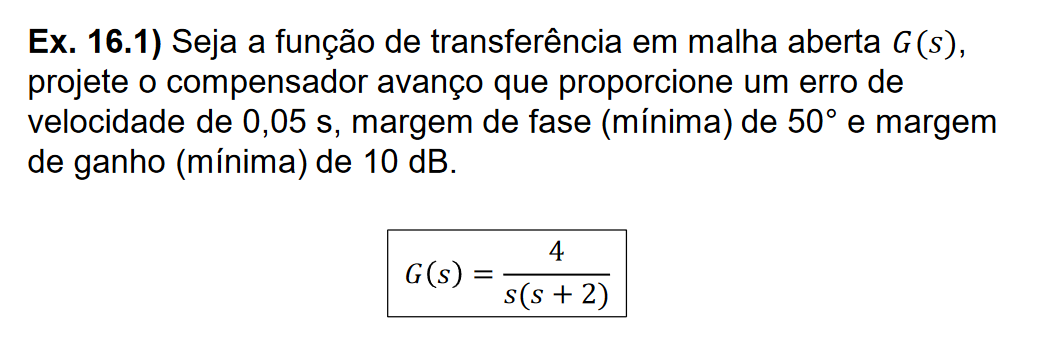 Ex. 16.1) Seja a função de transferência em malha aberta G(s),
projete o compensador avanço que proporcione um erro de
velocidade de 0,05 s, margem de fase (mínima) de 50° e margem
de ganho (mínima) de 10 dB.
G(s) = 4 / s(s + 2)